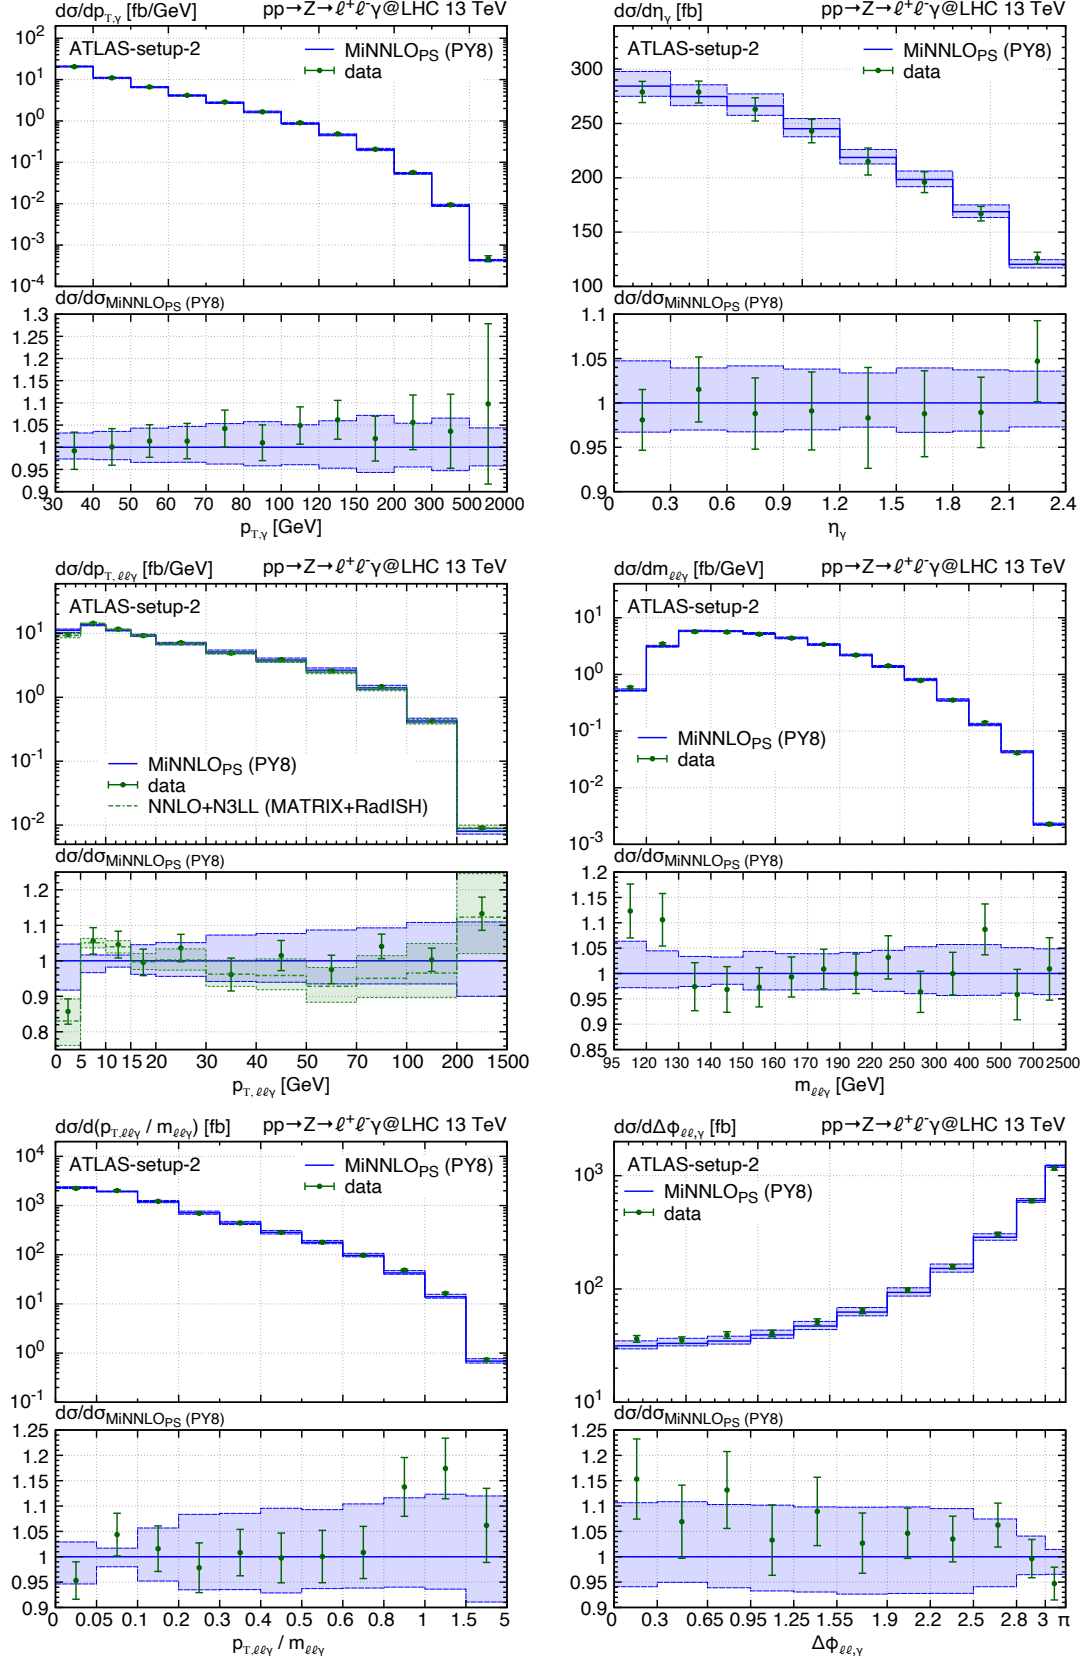 dσ/dp_T,γ [fb/GeV] pp→Z→ℓ⁺ℓ⁻γ@LHC 13 TeV
ATLAS-setup-2
MiNNLO_PS (PY8)
data
10² 10¹ 10⁰ 10⁻¹ 10⁻² 10⁻³ 10⁻⁴
dσ/dσ_MiNNLO_PS (PY8)
1.3 1.25 1.2 1.15 1.1 1.05 1 0.95 0.9
30 40 50 60 70 80 100 120 150 200 300 500 2000
p_T,γ [GeV]
dσ/dη_γ [fb] pp→Z→ℓ⁺ℓ⁻γ@LHC 13 TeV
ATLAS-setup-2
MiNNLO_PS (PY8)
data
300 250 200 150 100
dσ/dσ_MiNNLO_PS (PY8)
1.1 1.05 1 0.95 0.9
0 0.3 0.6 0.9 1.2 1.5 1.8 2.1 2.4
η_γ
dσ/dp_T,ℓℓγ [fb/GeV] pp→Z→ℓ⁺ℓ⁻γ@LHC 13 TeV
ATLAS-setup-2
MiNNLO_PS (PY8)
data
NNLO+N3LL (MATRIX+RadISH)
10¹ 10⁰ 10⁻¹ 10⁻²
dσ/dσ_MiNNLO_PS (PY8)
1.2 1.1 1 0.9 0.8
0 5 10 15 20 30 40 50 70 100 200 1500
p_T,ℓℓγ [GeV]
dσ/dm_ℓℓγ [fb/GeV] pp→Z→ℓ⁺ℓ⁻γ@LHC 13 TeV
ATLAS-setup-2
MiNNLO_PS (PY8)
data
10¹ 10⁰ 10⁻¹ 10⁻² 10⁻³
dσ/dσ_MiNNLO_PS (PY8)
1.2 1.15 1.1 1.05 1 0.95 0.9 0.85
95 120 130 140 150 160 170 190 220 250 300 400 500 700 2500
m_ℓℓγ [GeV]
dσ/d(p_T,ℓℓγ / m_ℓℓγ) [fb] pp→Z→ℓ⁺ℓ⁻γ@LHC 13 TeV
ATLAS-setup-2
MiNNLO_PS (PY8)
data
10⁴ 10³ 10² 10¹ 10⁰ 10⁻¹
dσ/dσ_MiNNLO_PS (PY8)
1.25 1.2 1.15 1.1 1.05 1 0.95 0.9
0 0.05 0.1 0.2 0.3 0.4 0.5 0.6 0.8 1 1.5 5
p_T,ℓℓγ / m_ℓℓγ
dσ/dΔϕ_ℓℓ,γ [fb] pp→Z→ℓ⁺ℓ⁻γ@LHC 13 TeV
ATLAS-setup-2
MiNNLO_PS (PY8)
data
10³ 10² 10¹
dσ/dσ_MiNNLO_PS (PY8)
1.25 1.2 1.15 1.1 1.05 1 0.95 0.9
0 0.3 0.65 0.95 1.25 1.55 1.9 2.2 2.5 2.8 3 π
Δϕ_ℓℓ,γ